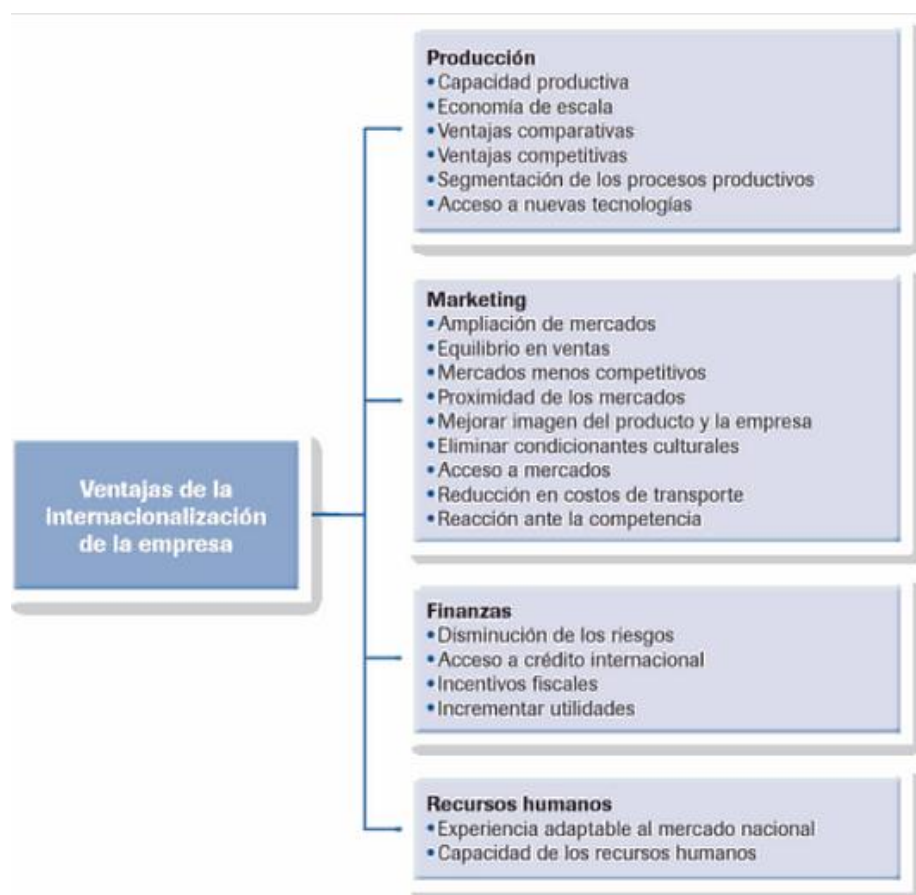 Producción
•Capacidad productiva
•Economía de escala
•Ventajas comparativas
•Ventajas competitivas
•Segmentación de los procesos productivos
•Acceso a nuevas tecnologías
Marketing
•Ampliación de mercados
•Equilibrio en ventas
•Mercados menos competitivos
•Proximidad de los mercados
•Mejorar imagen del producto y la empresa
•Eliminar condicionantes culturales
•Acceso a mercados
•Reducción en costos de transporte
•Reacción ante la competencia
Ventajas de la
internacionalización
de la empresa
Finanzas
•Disminución de los riesgos
•Acceso a crédito internacional
•Incentivos fiscales
•Incrementar utilidades
Recursos humanos
•Experiencia adaptable al mercado nacional
•Capacidad de los recursos humanos